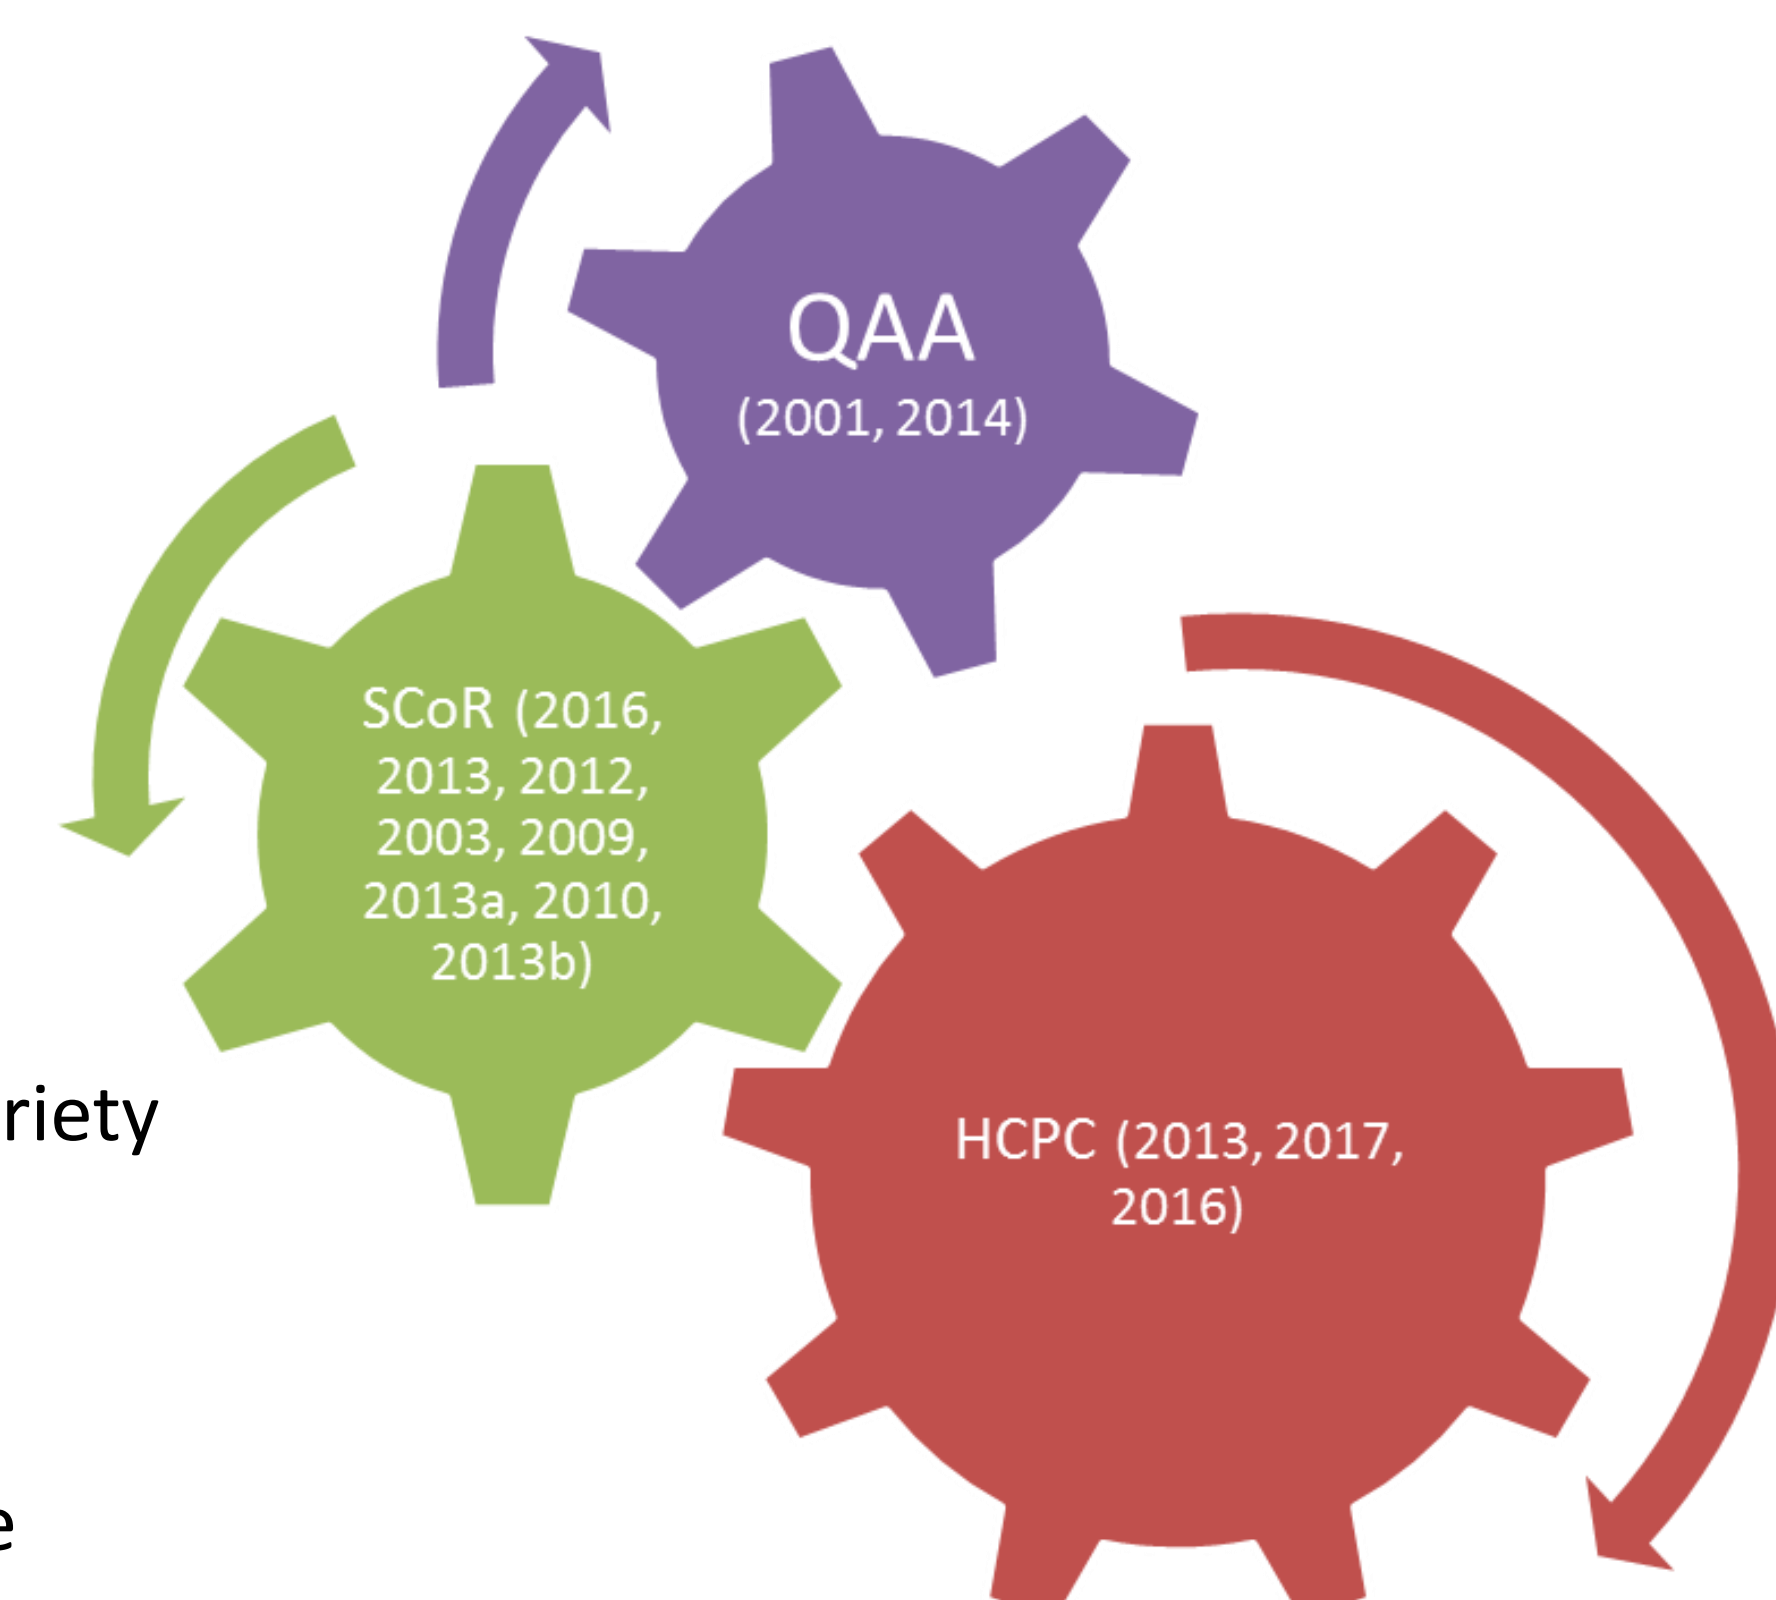 QAA
(2001, 2014)
SCoR (2016,
2013, 2012,
2003, 2009,
2013a, 2010,
2013b)
riety
HCPC (2013, 2017,
2016)
e